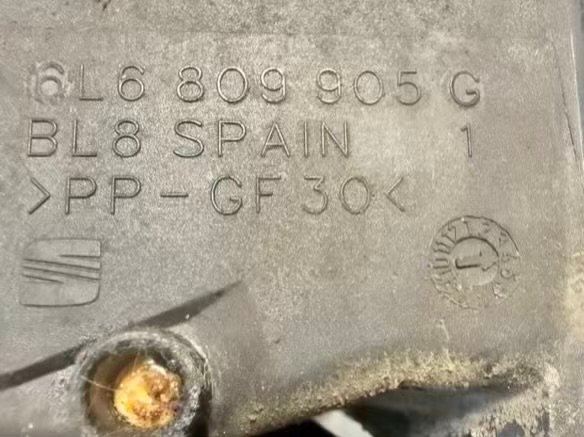 6L6 809 905 G
BL8 SPAIN 1
>PP-GF30<